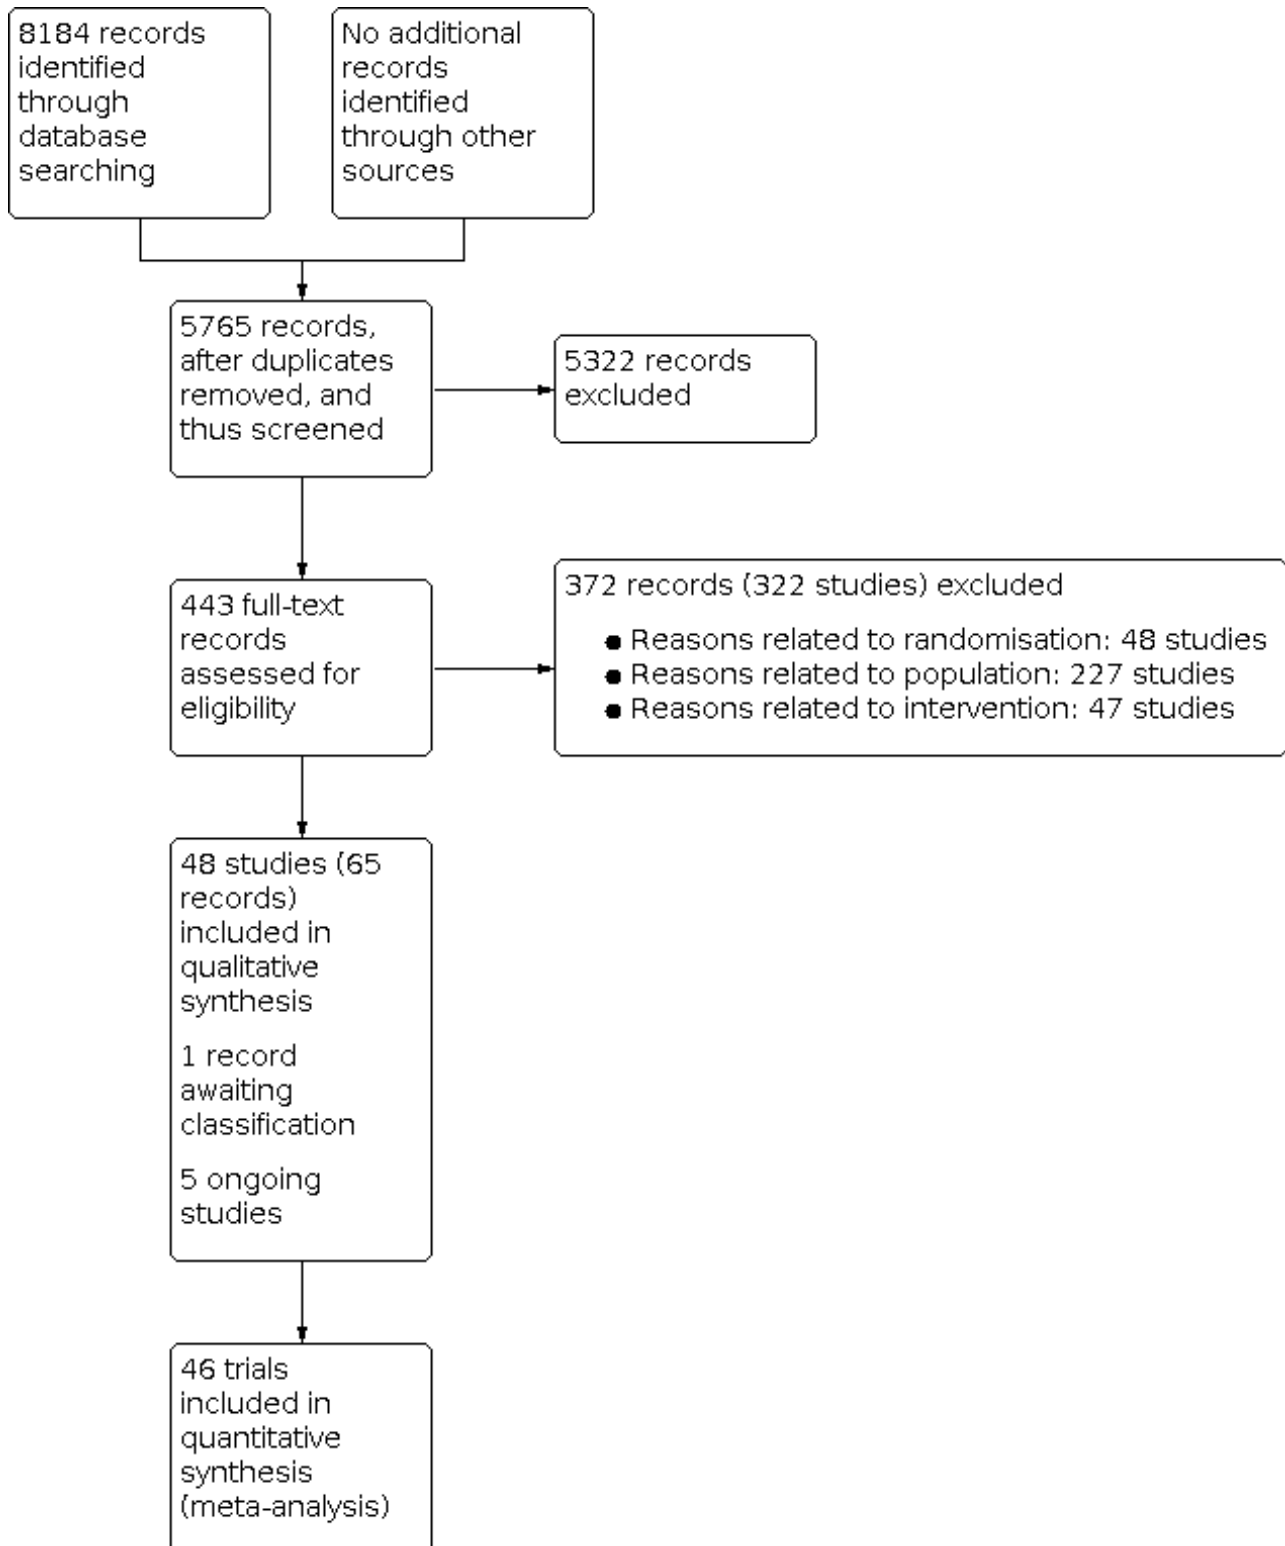 8184 records
identified
through
database
searching
No additional
records
identified
through other
sources
5765 records,
after duplicates
removed, and
thus screened
5322 records
excluded
443 full-text
records
assessed for
eligibility
372 records (322 studies) excluded
● Reasons related to randomisation: 48 studies
● Reasons related to population: 227 studies
● Reasons related to intervention: 47 studies
48 studies (65
records)
included in
qualitative
synthesis
1 record
awaiting
classification
5 ongoing
studies
46 trials
included in
quantitative
synthesis
(meta-analysis)